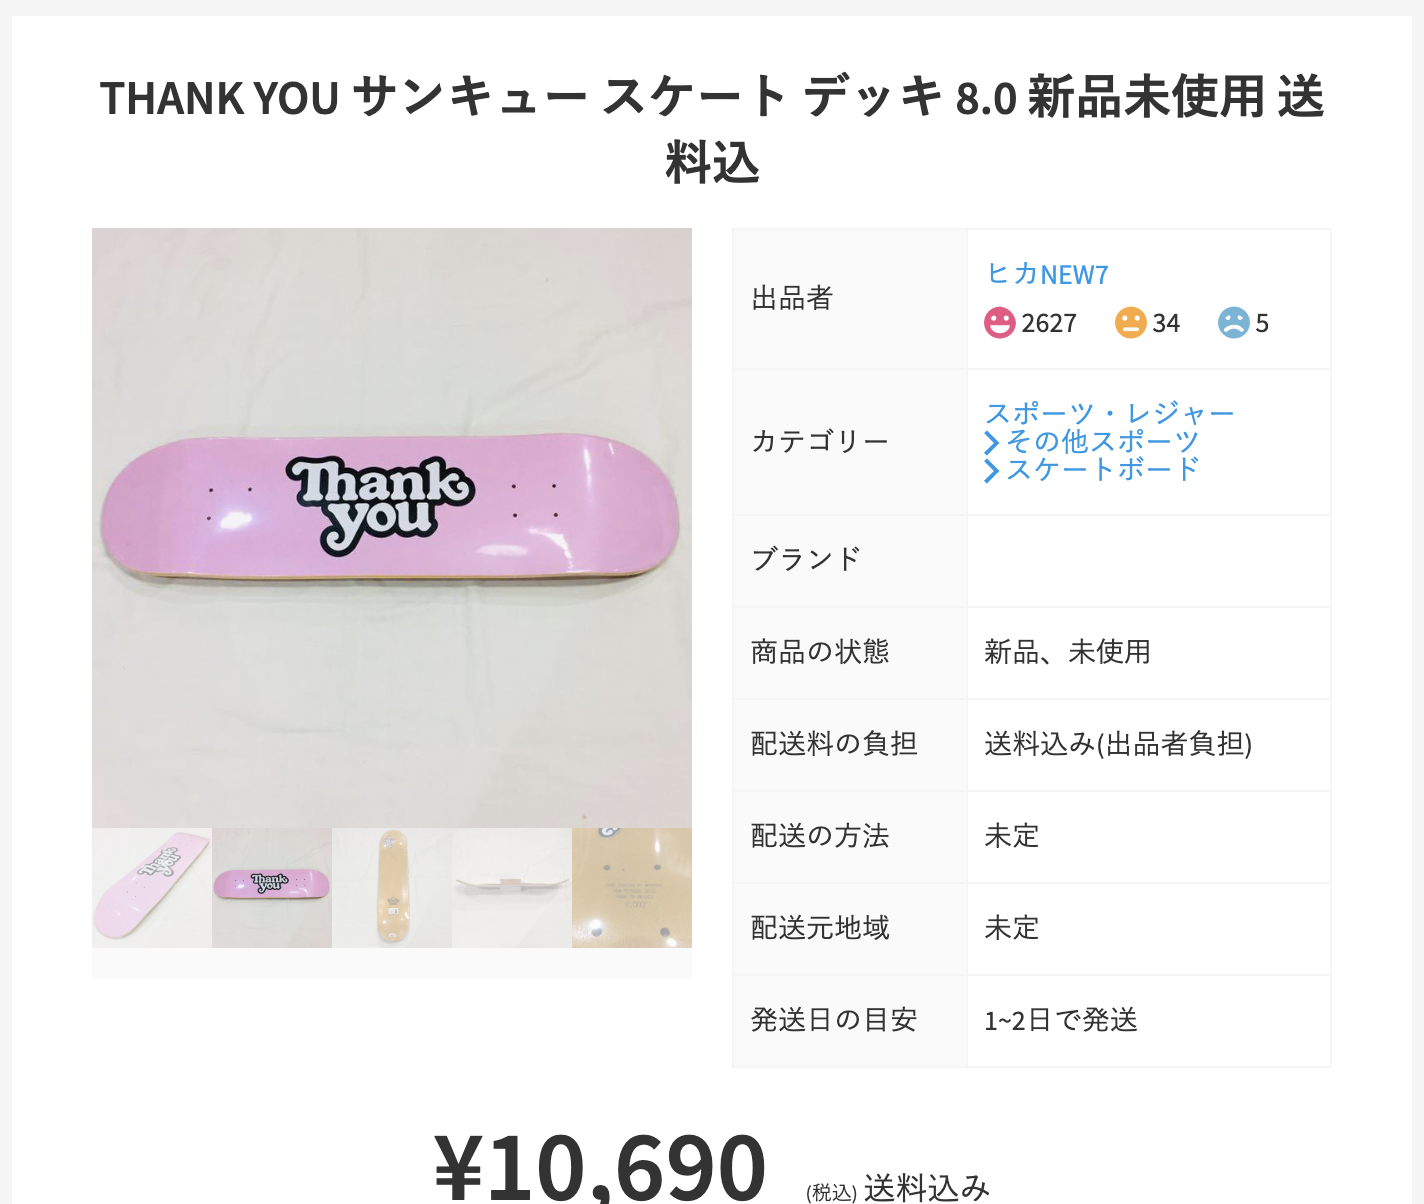 THANK YOU サンキュー スケート デッキ 8.0 新品未使用 送
料込
Thank
you
出品者
ヒカNEW7
2627 34 5
カテゴリー
スポーツ・レジャー
その他スポーツ
スケートボード
ブランド
商品の状態
新品、未使用
配送料の負担
送料込み(出品者負担)
配送の方法
未定
配送元地域
未定
発送日の目安
1~2日で発送
Thank
you
Thank
you
¥10,690 (税込) 送料込み